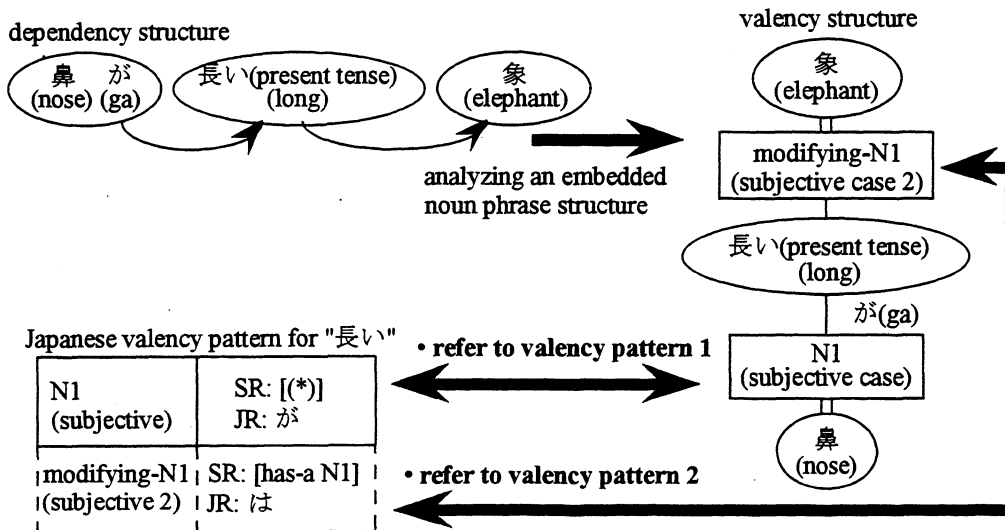 dependency structure
鼻 が
(nose) (ga)
長い(present tense)
(long)
象
(elephant)
analyzing an embedded
noun phrase structure
valency structure
象
(elephant)
modifying-N1
(subjective case 2)
長い(present tense)
(long)
が(ga)
N1
(subjective case)
鼻
(nose)
Japanese valency pattern for "長い"
N1
(subjective)
SR: [(*)]
JR: が
modifying-N1
(subjective 2)
SR: [has-a N1]
JR: は
• refer to valency pattern 1
• refer to valency pattern 2